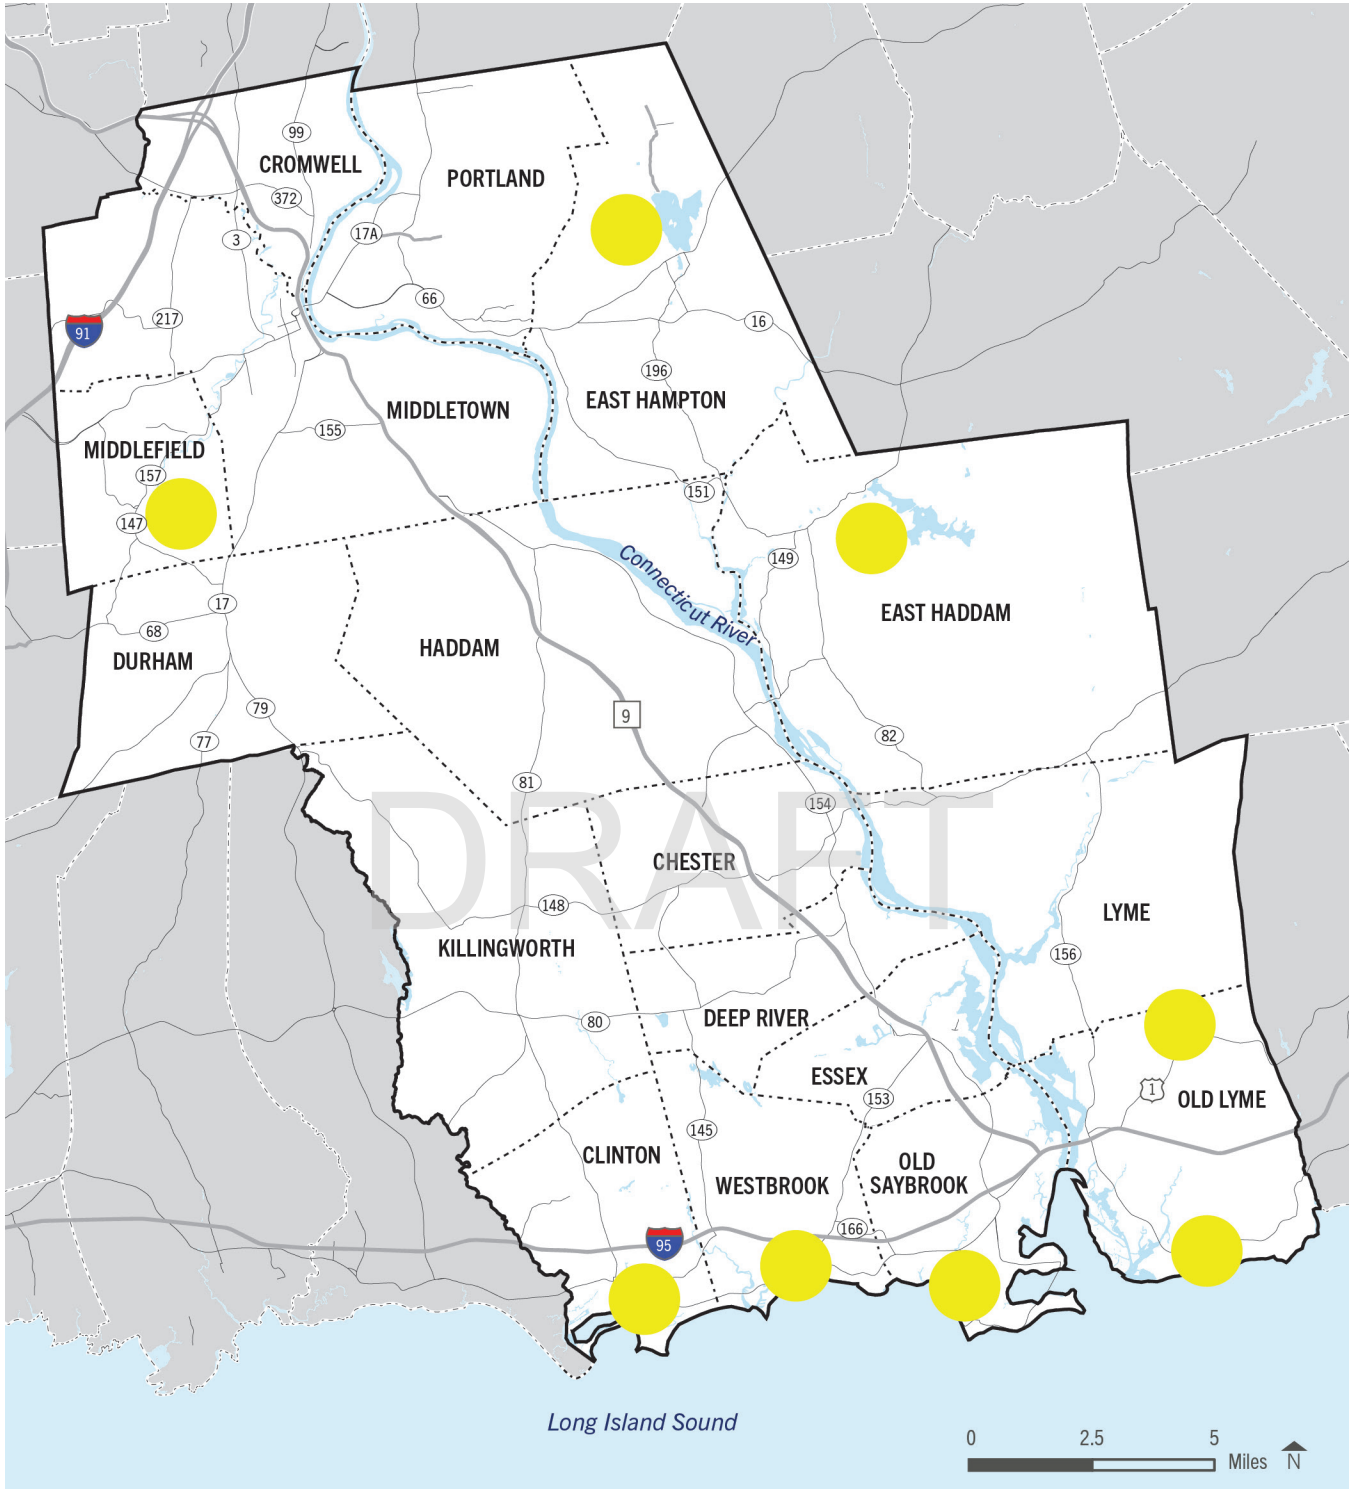 99
CROMWELL
PORTLAND
372
17A
3
66
217
91
16
196
EAST HAMPTON
MIDDLETOWN
155
MIDDLEFIELD
157
151
147
Connecticut River
149
17
EAST HADDAM
68
HADDAM
DURHAM
79
9
82
77
81
154
DRAFT
CHESTER
148
LYME
KILLINGWORTH
156
DEEP RIVER
80
ESSEX
1
OLD LYME
153
145
CLINTON
OLD
SAYBROOK
WESTBROOK
166
95
Long Island Sound
0 2.5 5
Miles N